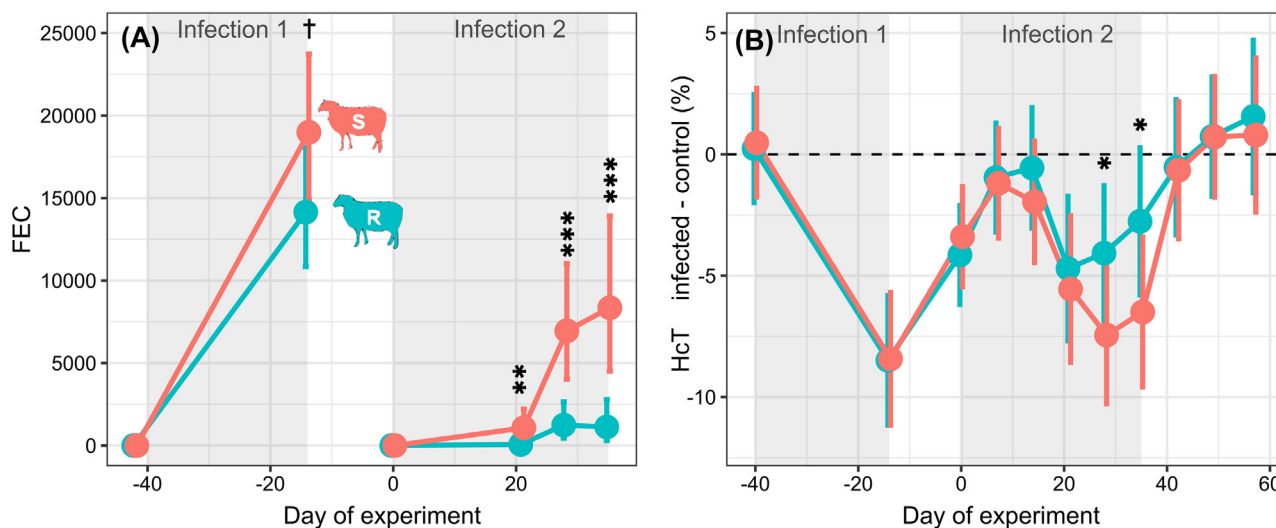 (A)
Infection 1
†
Infection 2
25000
20000
15000
10000
5000
0
FEC
S
R
**
***
***
-40
-20
0
20
Day of experiment
(B)
Infection 1
Infection 2
5
0
-5
-10
HcT infected - control (%)
*
*
-40
-20
0
20
40
60
Day of experiment